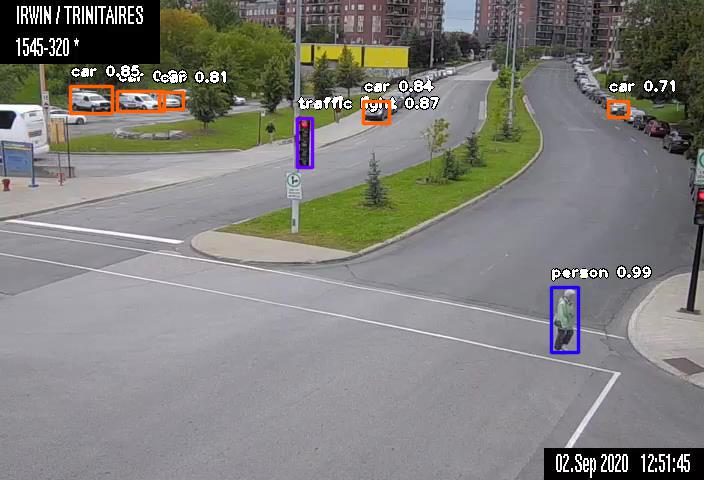 IRWIN / TRINITAIRES
1545-320 *
car 0.85
0.81
car 0.84
car 0.71
traffic light 0.87
person 0.99
02.Sep 2020 12:51:45